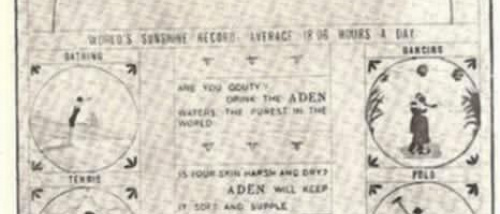 WORLD'S SUNSHINE RECORD. AVERAGE 18.06 HOURS A DAY
BATHING
DANCING
ARE YOU GOUTY?
DRINK THE ADEN
WATERS. THE PUREST IN THE
WORLD
TENNIS
POLO
IS YOUR SKIN HARSH AND DRY?
ADEN WILL KEEP
IT SOFT AND SUPPLE